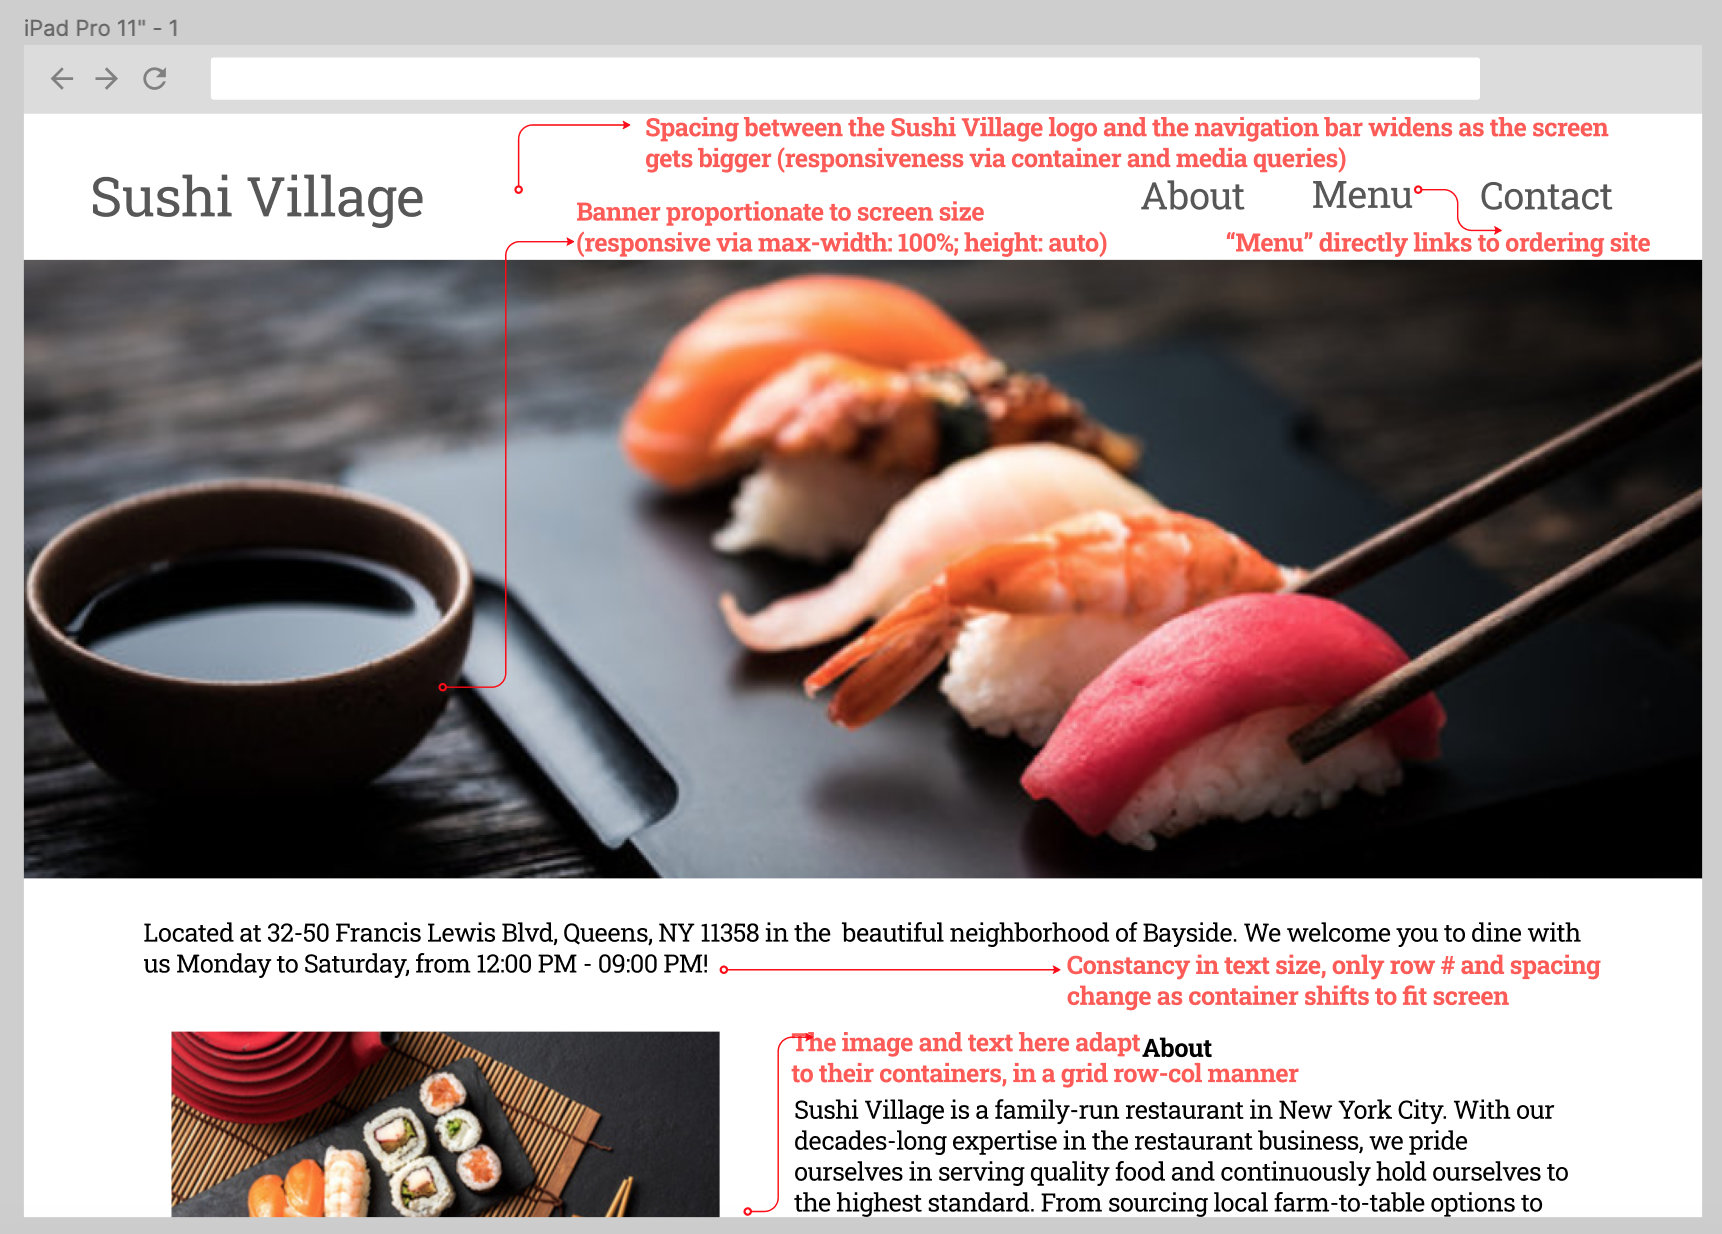 iPad Pro 11" - 1
Spacing between the Sushi Village logo and the navigation bar widens as the screen
gets bigger (responsiveness via container and media queries)
Sushi Village
About
Menu
Contact
Banner proportionate to screen size
(responsive via max-width: 100%; height: auto)
“Menu” directly links to ordering site
Located at 32-50 Francis Lewis Blvd, Queens, NY 11358 in the  beautiful neighborhood of Bayside. We welcome you to dine with
us Monday to Saturday, from 12:00 PM - 09:00 PM!
Constancy in text size, only row # and spacing
change as container shifts to fit screen
The image and text here adapt
to their containers, in a grid row-col manner
About
Sushi Village is a family-run restaurant in New York City. With our
decades-long expertise in the restaurant business, we pride
ourselves in serving quality food and continuously hold ourselves to
the highest standard. From sourcing local farm-to-table options to